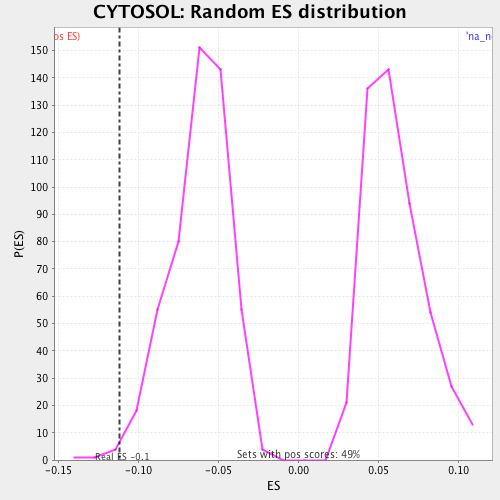 CYTOSOL: Random ES distribution
os ES)
'na_n
150
140
130
120
110
100
90
80
70
60
50
40
30
20
10
0
P(ES)
Real ES -0.1
Sets with pos scores: 49%
-0.15 -0.10 -0.05 0.00 0.05 0.10
ES